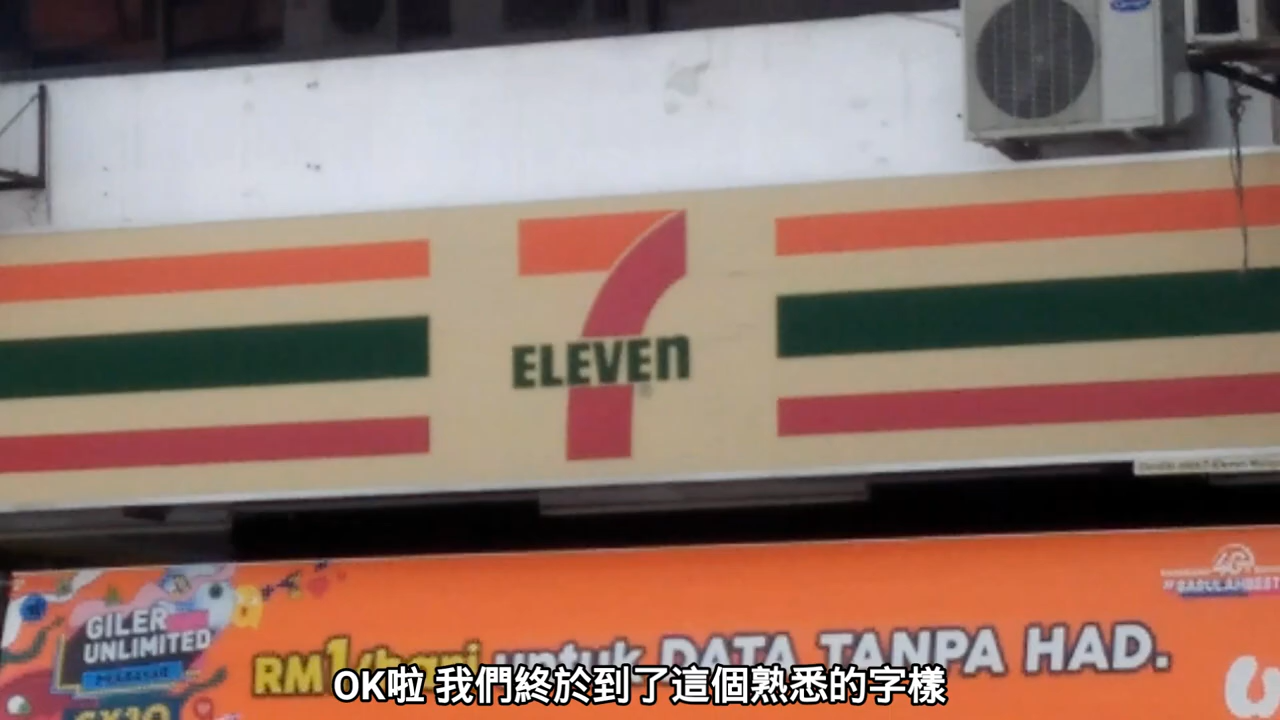 7
ELEVEn
GILER
UNLIMITED
RM1/hari untuk DATA TANPA HAD.
4G
#BARULAHBEST
OK啦 我們終於到了這個熟悉的字樣